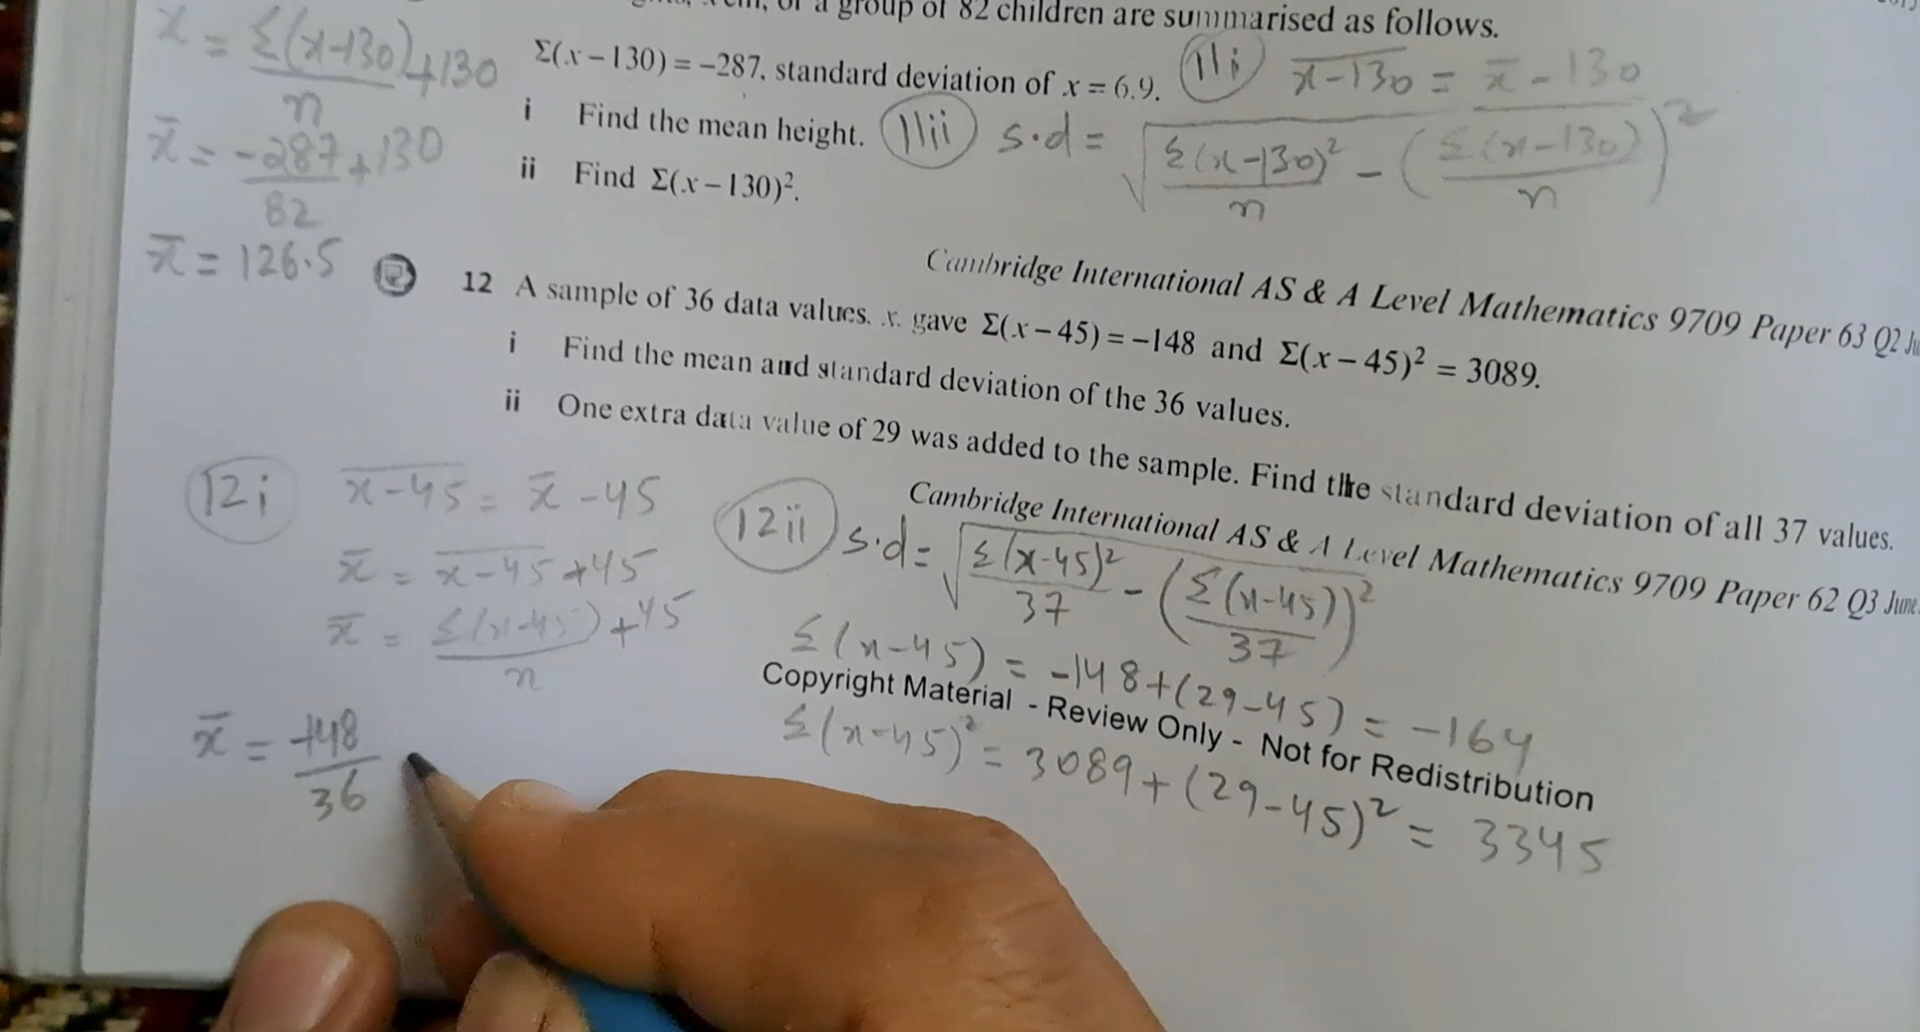 of a group of 82 children are summarised as follows.
Σ(x − 130) = −287, standard deviation of x = 6.9.
i Find the mean height.
ii Find Σ(x − 130)².
x̄ = Σ(x-130)/n + 130
x̄ = -287/82 + 130
x̄ = 126.5
11i x-130 = x̄ - 130
11ii s.d = √(Σ(x-130)²/n - (Σ(x-130)/n)²)
Cambridge International AS & A Level Mathematics 9709 Paper 63 Q2
12 A sample of 36 data values, x, gave Σ(x − 45) = −148 and Σ(x − 45)² = 3089.
i Find the mean and standard deviation of the 36 values.
ii One extra data value of 29 was added to the sample. Find the standard deviation of all 37 values.
Cambridge International AS & A Level Mathematics 9709 Paper 62 Q3 June
12i x-45 = x̄ - 45
x̄ = x-45 + 45
x̄ = Σ(x-45)/n + 45
x̄ = -148/36
12ii s.d = √(Σ(x-45)²/37 - (Σ(x-45)/37)²)
Σ(x-45) = -148+(29-45) = -164
Copyright Material - Review Only - Not for Redistribution
Σ(x-45)² = 3089+(29-45)² = 3345